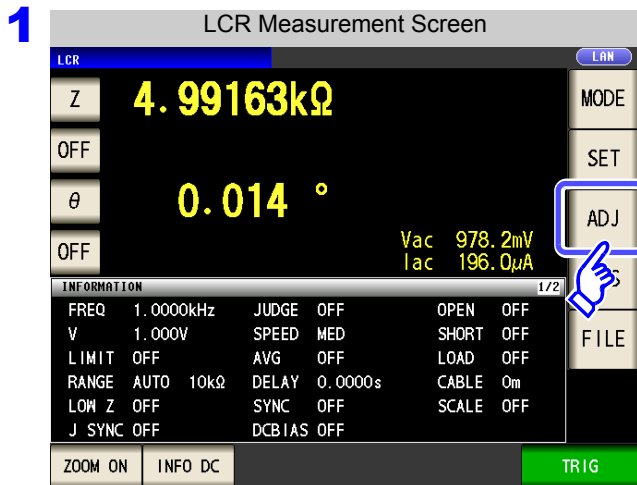 1
LCR Measurement Screen
LCR
LAN
Z 4.99163kΩ
OFF
θ 0.014 °
OFF
Vac 978.2mV
Iac 196.0μA
MODE
SET
ADJ
S
FILE
INFORMATION 1/2
FREQ 1.0000kHz JUDGE OFF OPEN OFF
V 1.000V SPEED MED SHORT OFF
LIMIT OFF AVG OFF LOAD OFF
RANGE AUTO 10kΩ DELAY 0.0000s CABLE 0m
LOW Z OFF SYNC OFF SCALE OFF
J SYNC OFF DCBIAS OFF
ZOOM ON INFO DC TRIG